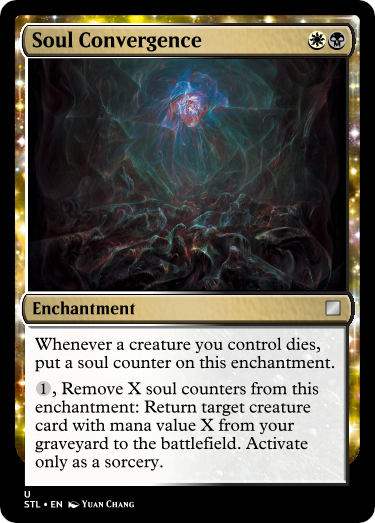 Soul Convergence
Enchantment
Whenever a creature you control dies,
put a soul counter on this enchantment.
1, Remove X soul counters from this
enchantment: Return target creature
card with mana value X from your
graveyard to the battlefield. Activate
only as a sorcery.
U
STL • EN Yuan Chang